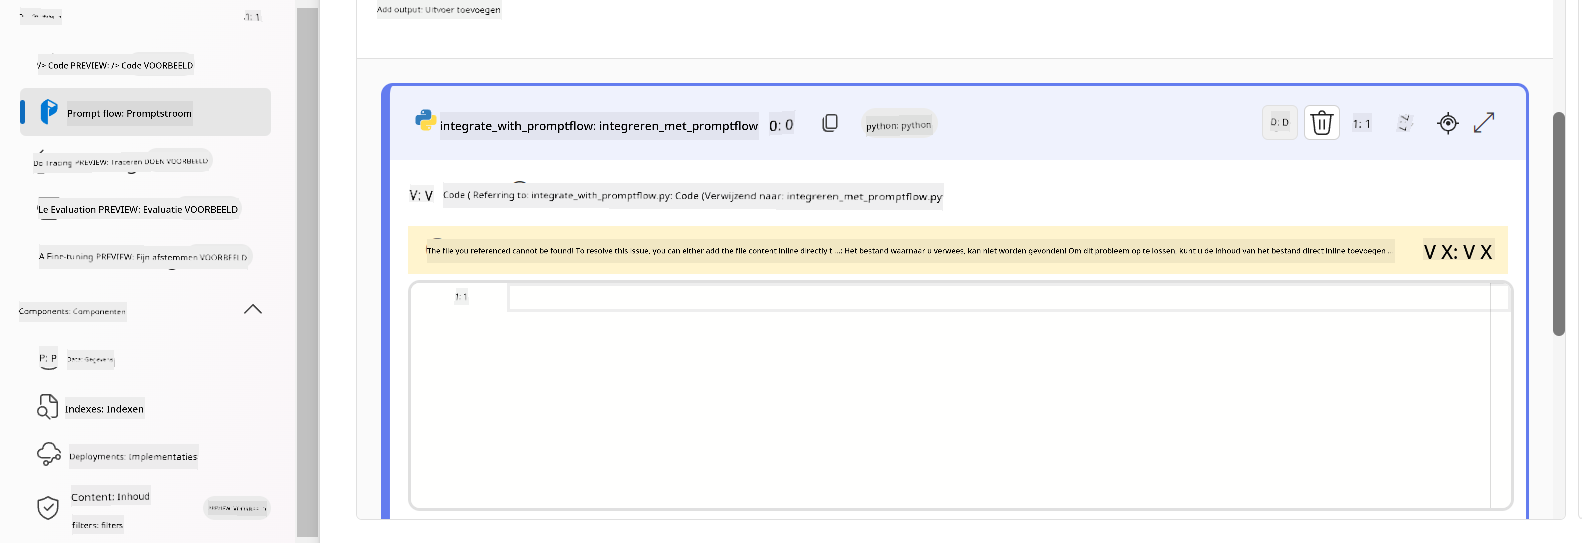 1: 1
</> Code PREVIEW: /> Code VOORBEELD
Prompt flow: Promptstroom
Tracing PREVIEW: Traceren DOEN VOORBEELD
Le Evaluation PREVIEW: Evaluatie VOORBEELD
A Fine-tuning PREVIEW: Fijn afstemmen VOORBEELD
Components: Componenten
P: P
Data: Gegevens
Indexes: Indexen
Deployments: Implementaties
Content: Inhoud
filters: filters
Add output: Uitvoer toevoegen
integrate_with_promptflow: integreren_met_promptflow 0: 0 python: python D: D 1: 1
V: V Code ( Referring to: integrate_with_promptflow.py: Code (Verwijzend naar: integreren_met_promptflow.py
The file you referenced cannot be found! To resolve this issue, you can either add the file content inline directly t ...: Het bestand waarnaar u verwees, kan niet worden gevonden! Om dit probleem op te lossen, kunt u de inhoud van het bestand direct inline toevoegen... V X: V X
1: 1